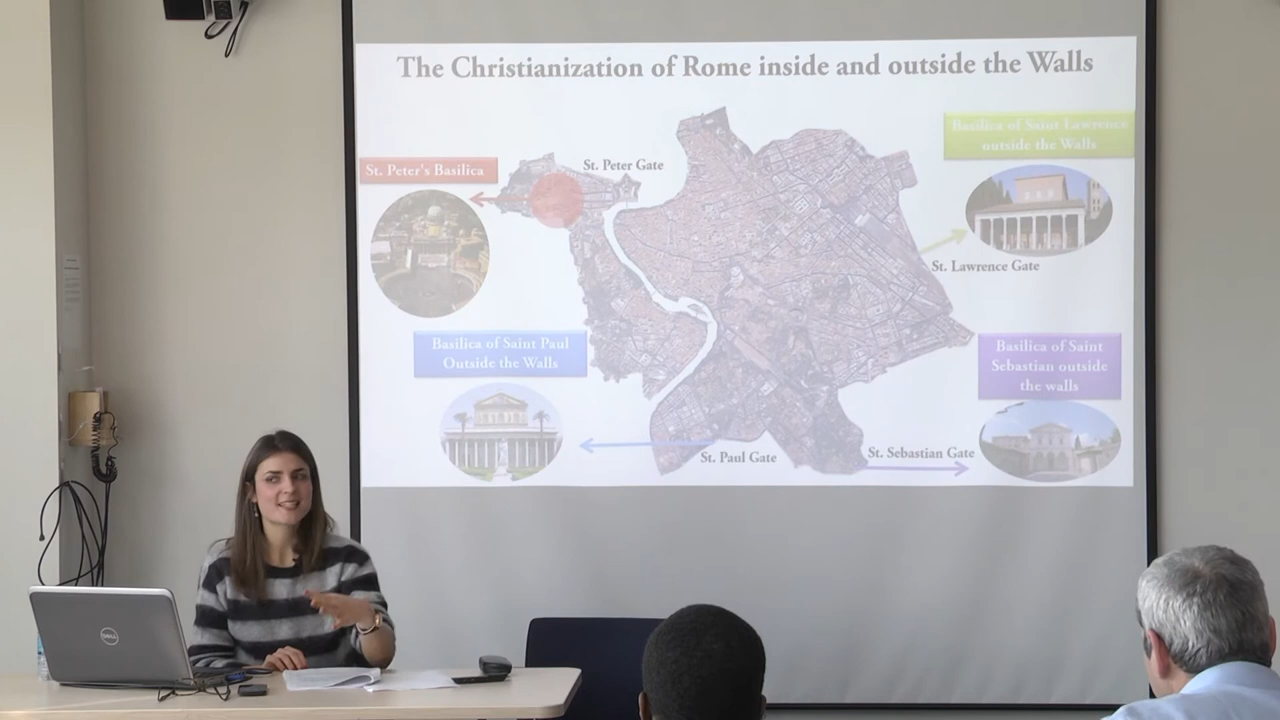 The Christianization of Rome inside and outside the Walls
Basilica of Saint Lawrence
outside the Walls
St. Peter's Basilica
St. Peter Gate
St. Lawrence Gate
Basilica of Saint Paul
Outside the Walls
Basilica of Saint
Sebastian outside
the walls
St. Paul Gate
St. Sebastian Gate
DELL